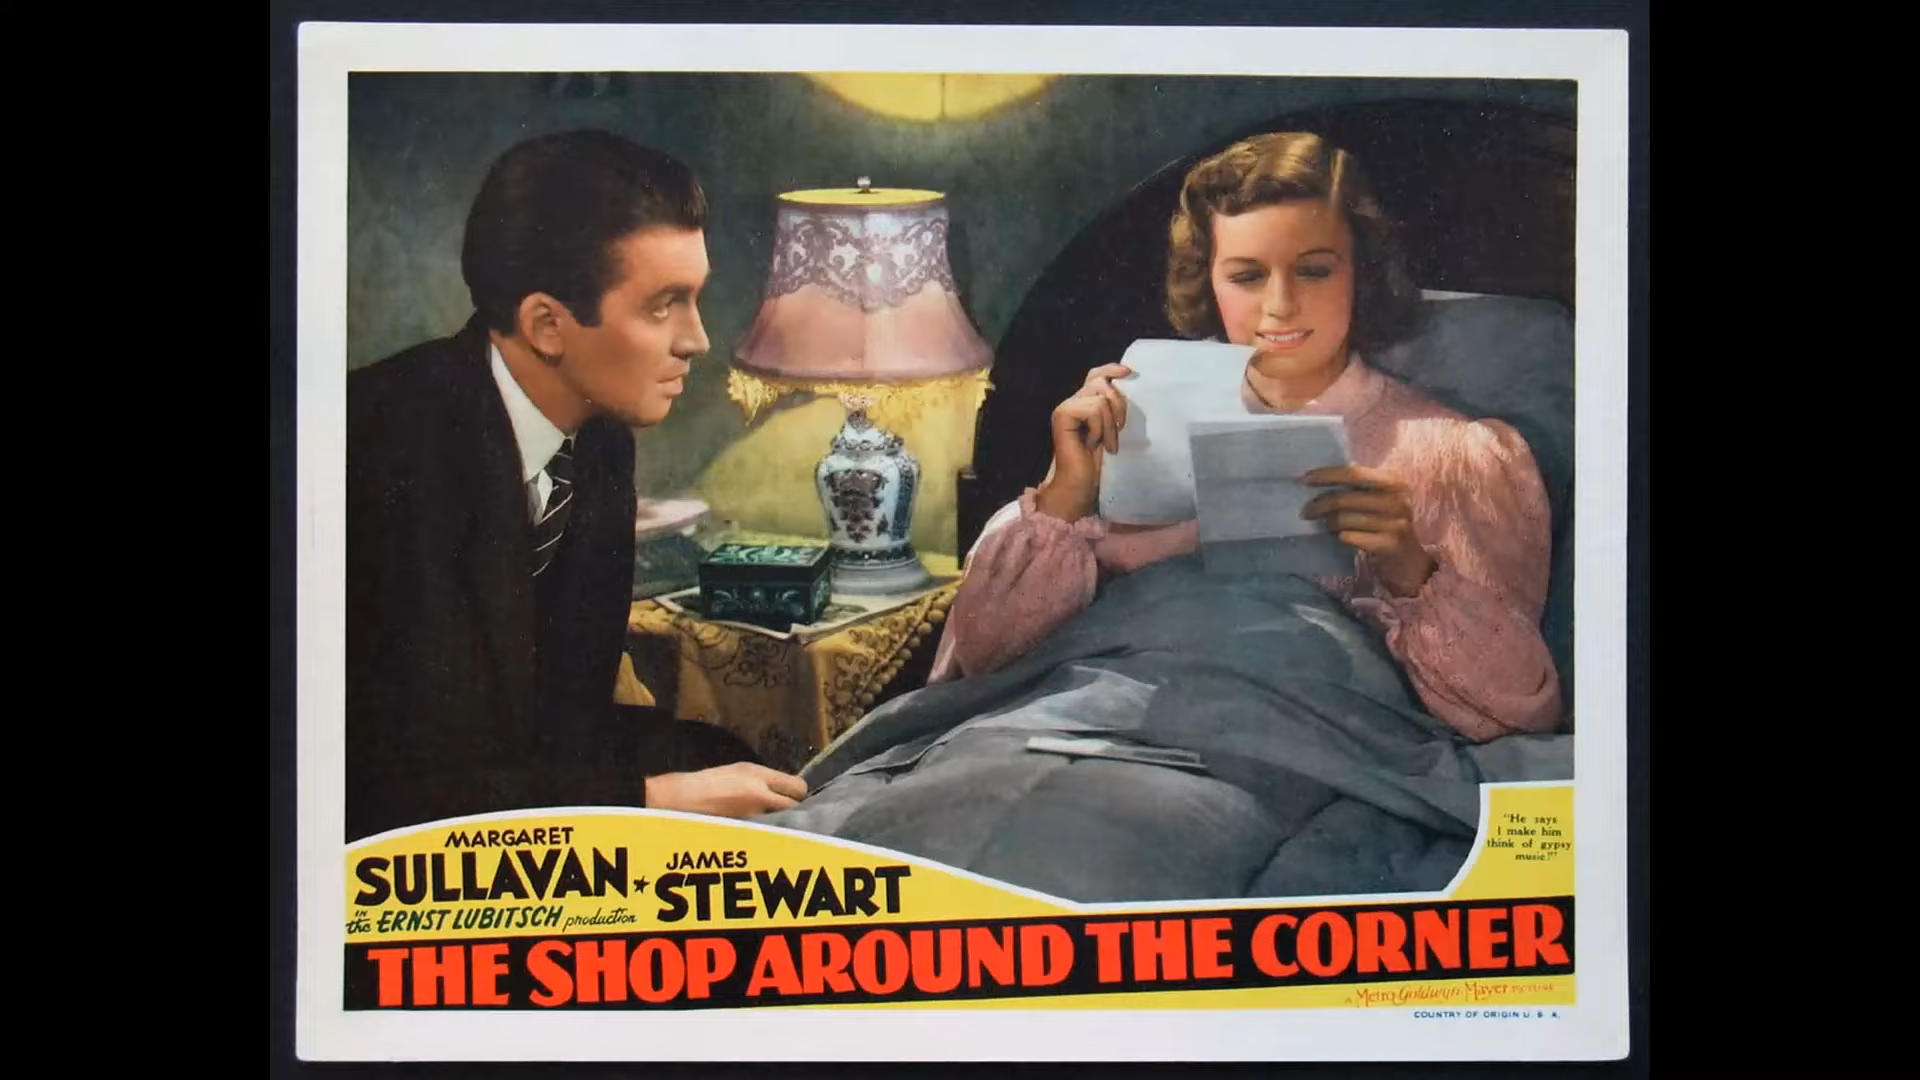 MARGARET
SULLAVAN * JAMES
STEWART
IN
the ERNST LUBITSCH production
THE SHOP AROUND THE CORNER
"He says
I make him
think of gypsy
music!"
A Metro-Goldwyn-Mayer PICTURE
COUNTRY OF ORIGIN U. S. A.